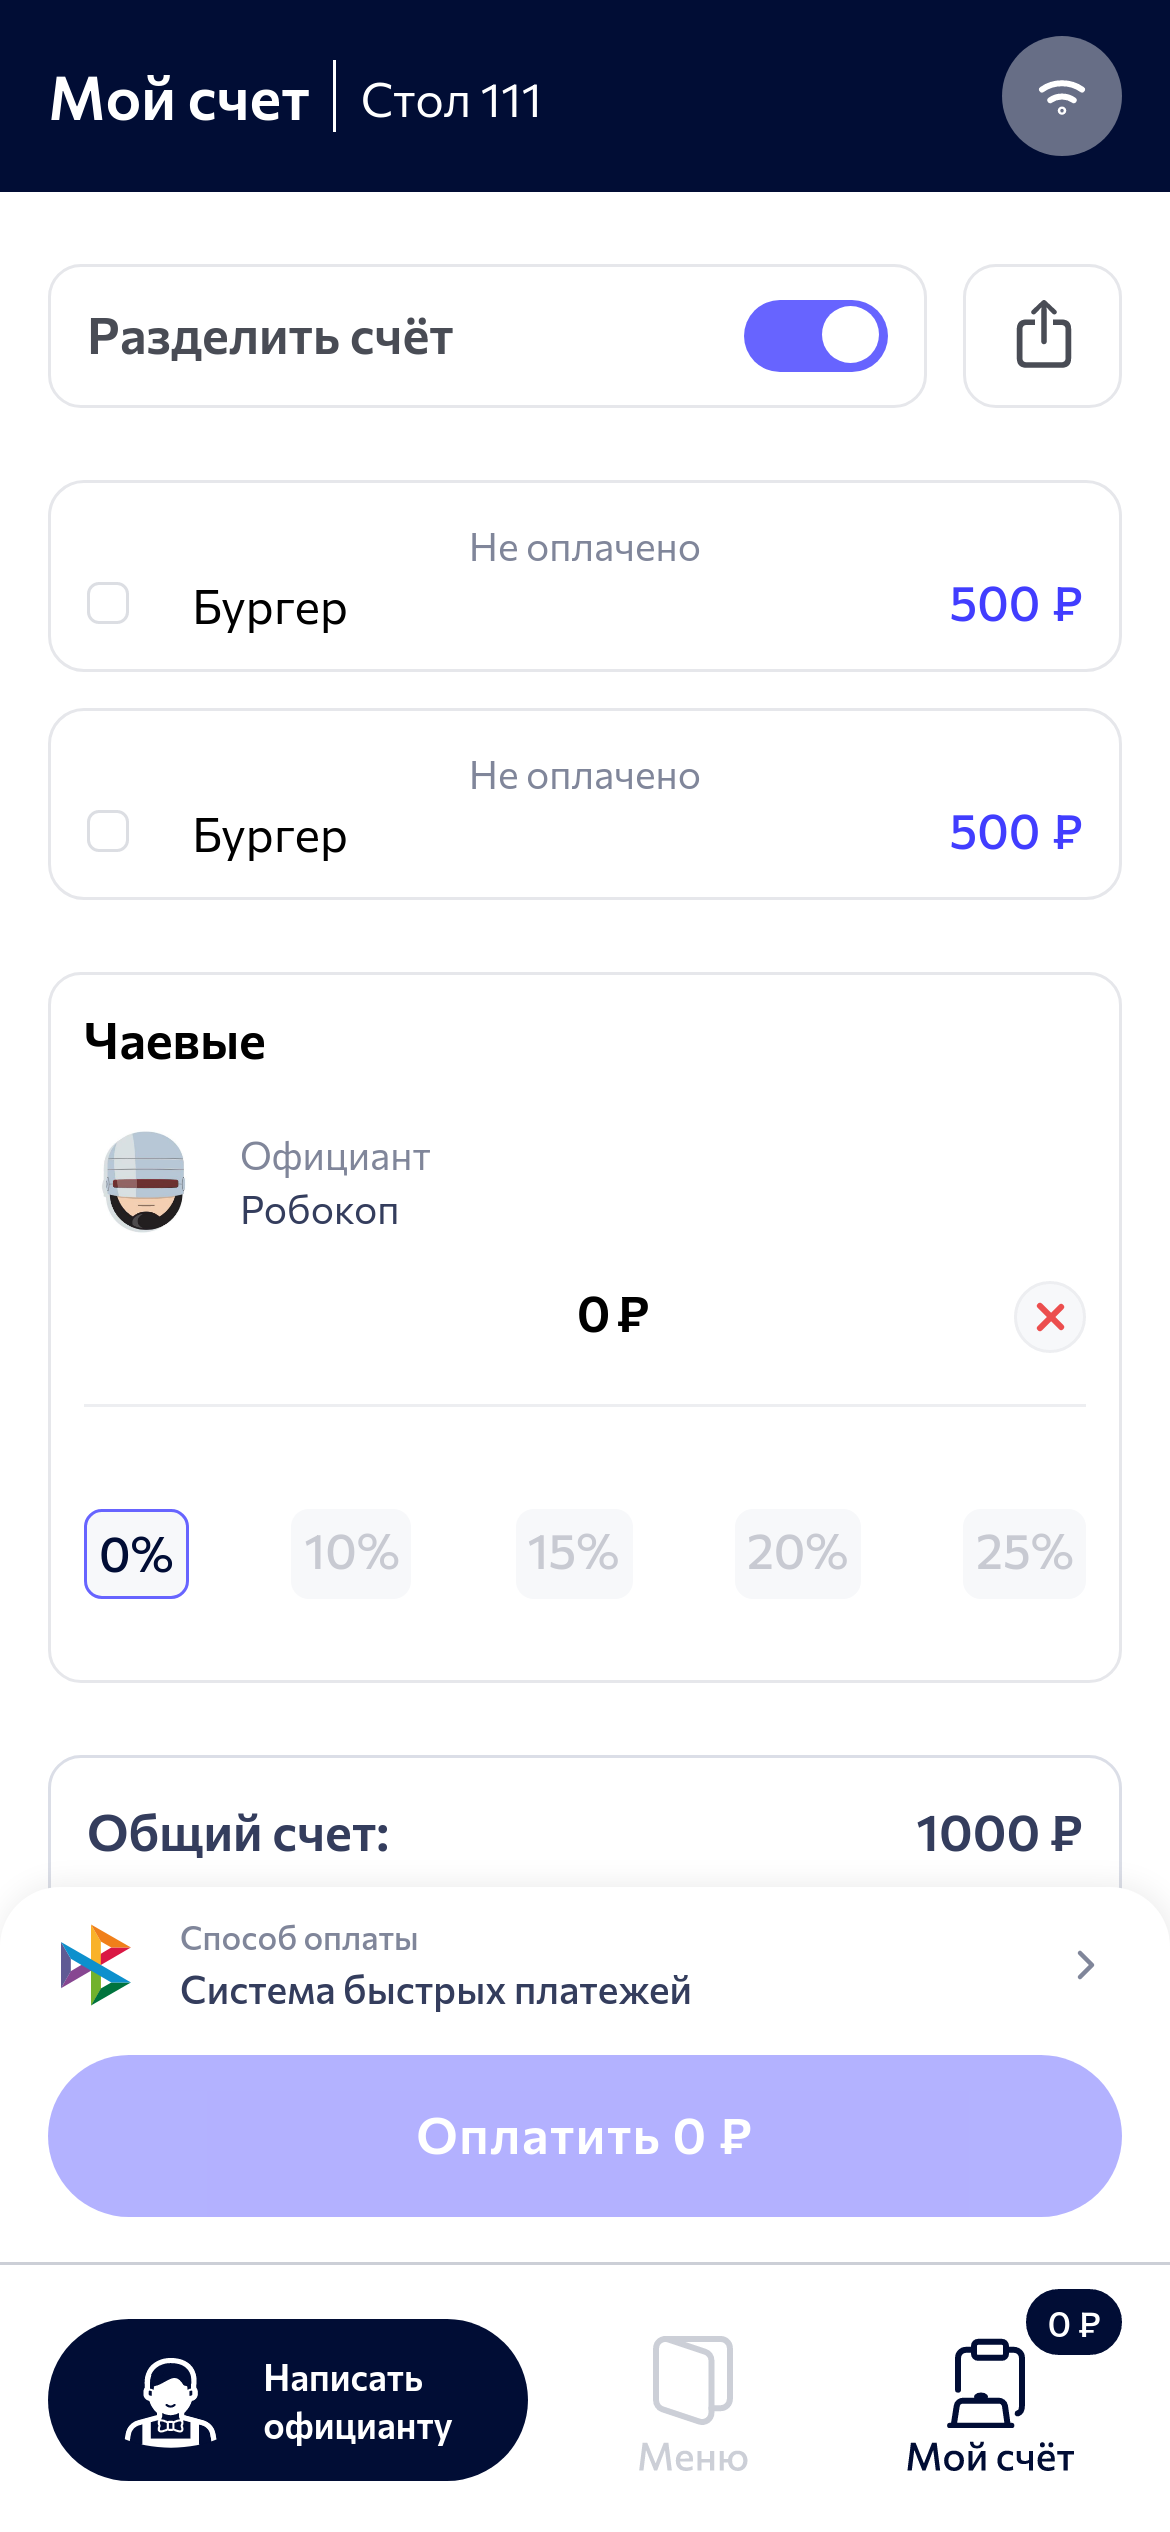 Мой счет
Стол 111
Разделить счёт
Не оплачено
Бургер
500 ₽
Не оплачено
Бургер
500 ₽
Чаевые
Официант
Робокоп
0 ₽
0%
10%
15%
20%
25%
Общий счет:
1000 ₽
Способ оплаты
Система быстрых платежей
Оплатить 0 ₽
Написать
официанту
Меню
0 ₽
Мой счёт